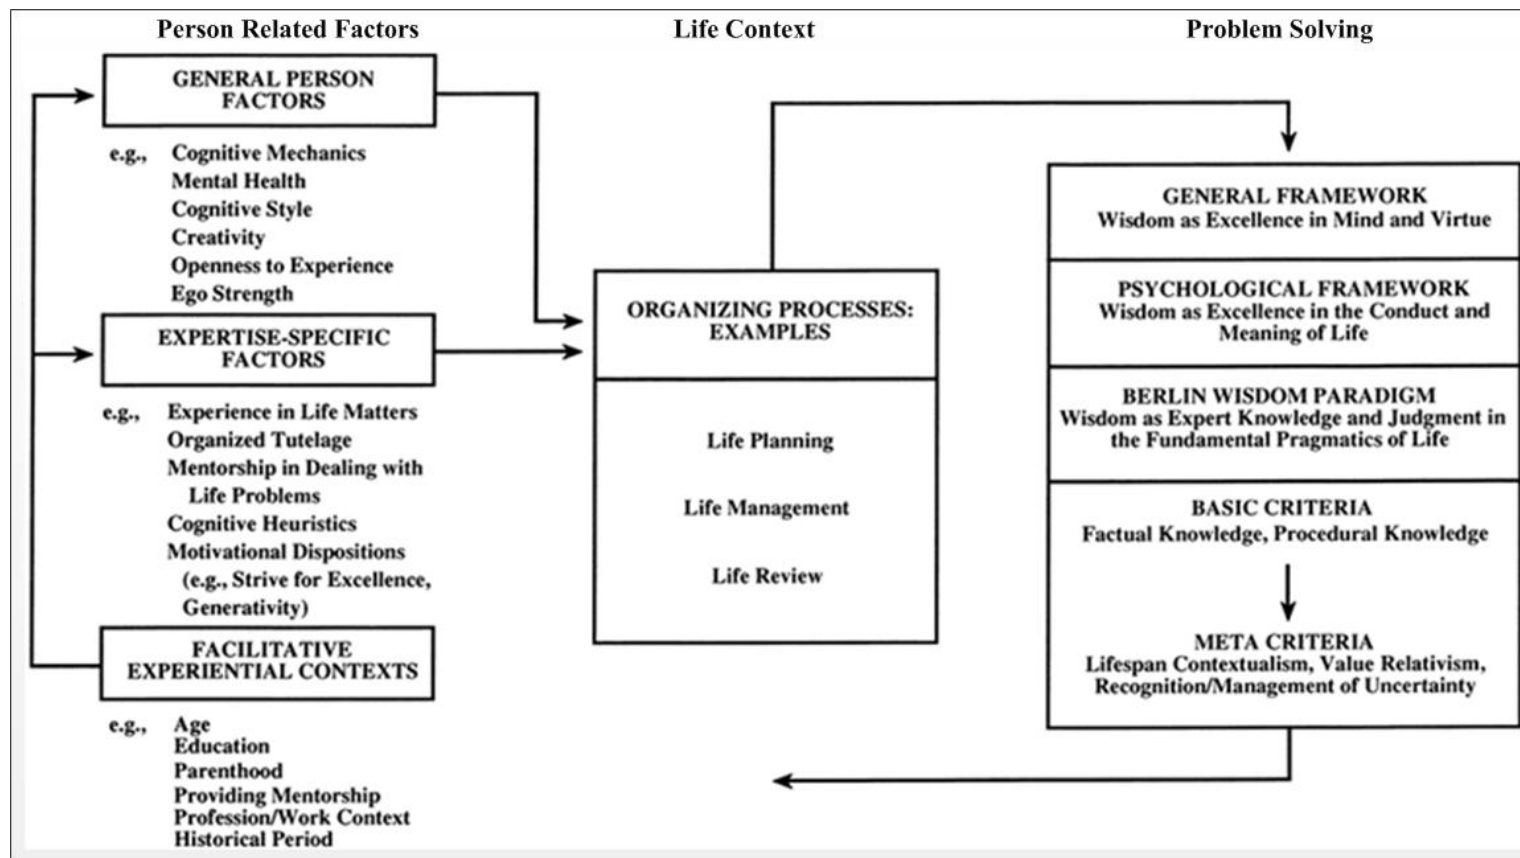 Person Related Factors
Life Context
Problem Solving
GENERAL PERSON
FACTORS
e.g., Cognitive Mechanics
Mental Health
Cognitive Style
Creativity
Openness to Experience
Ego Strength
EXPERTISE-SPECIFIC
FACTORS
e.g., Experience in Life Matters
Organized Tutelage
Mentorship in Dealing with
Life Problems
Cognitive Heuristics
Motivational Dispositions
(e.g., Strive for Excellence,
Generativity)
FACILITATIVE
EXPERIENTIAL CONTEXTS
e.g., Age
Education
Parenthood
Providing Mentorship
Profession/Work Context
Historical Period
ORGANIZING PROCESSES:
EXAMPLES
Life Planning
Life Management
Life Review
GENERAL FRAMEWORK
Wisdom as Excellence in Mind and Virtue
PSYCHOLOGICAL FRAMEWORK
Wisdom as Excellence in the Conduct and
Meaning of Life
BERLIN WISDOM PARADIGM
Wisdom as Expert Knowledge and Judgment in
the Fundamental Pragmatics of Life
BASIC CRITERIA
Factual Knowledge, Procedural Knowledge
META CRITERIA
Lifespan Contextualism, Value Relativism,
Recognition/Management of Uncertainty